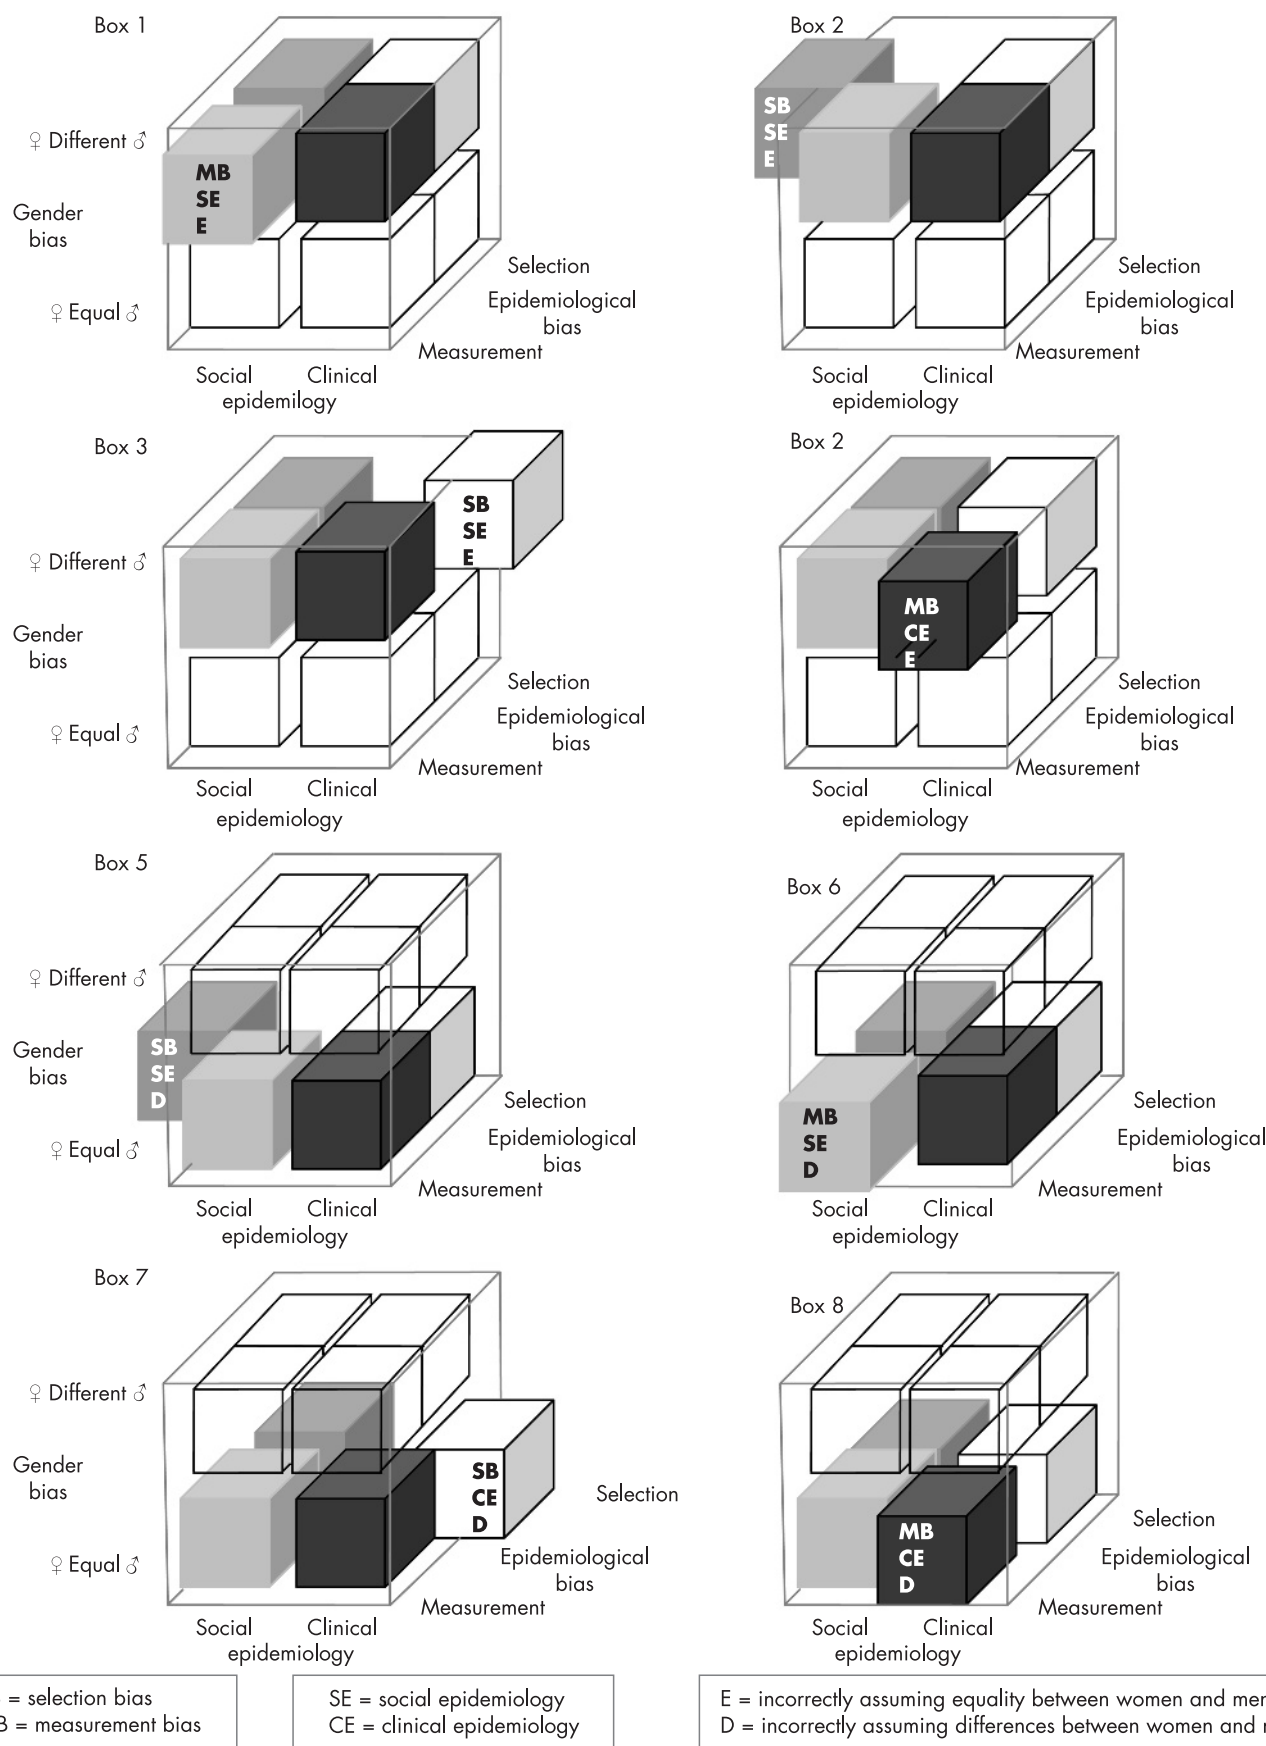 Box 1
♀ Different ♂
MB
SE
E
Gender
bias
♀ Equal ♂
Selection
Epidemiological
bias
Measurement
Social
Clinical
epidemilogy
Box 2
SB
SE
E
Selection
Epidemiological
bias
Measurement
Social
Clinical
epidemiology
Box 3
♀ Different ♂
SB
SE
E
Gender
bias
♀ Equal ♂
Selection
Epidemiological
bias
Measurement
Social
Clinical
epidemiology
Box 2
MB
CE
E
Selection
Epidemiological
bias
Measurement
Social
Clinical
epidemiology
Box 5
♀ Different ♂
SB
SE
D
Gender
bias
♀ Equal ♂
Selection
Epidemiological
bias
Measurement
Social
Clinical
epidemiology
Box 6
MB
SE
D
Selection
Epidemiological
bias
Measurement
Social
Clinical
epidemiology
Box 7
♀ Different ♂
SB
CE
D
Gender
bias
♀ Equal ♂
Selection
Epidemiological
bias
Measurement
Social
Clinical
epidemiology
Box 8
MB
CE
D
Selection
Epidemiological
bias
Measurement
Social
Clinical
epidemiology
= selection bias
B = measurement bias
SE = social epidemiology
CE = clinical epidemiology
E = incorrectly assuming equality between women and men
D = incorrectly assuming differences between women and